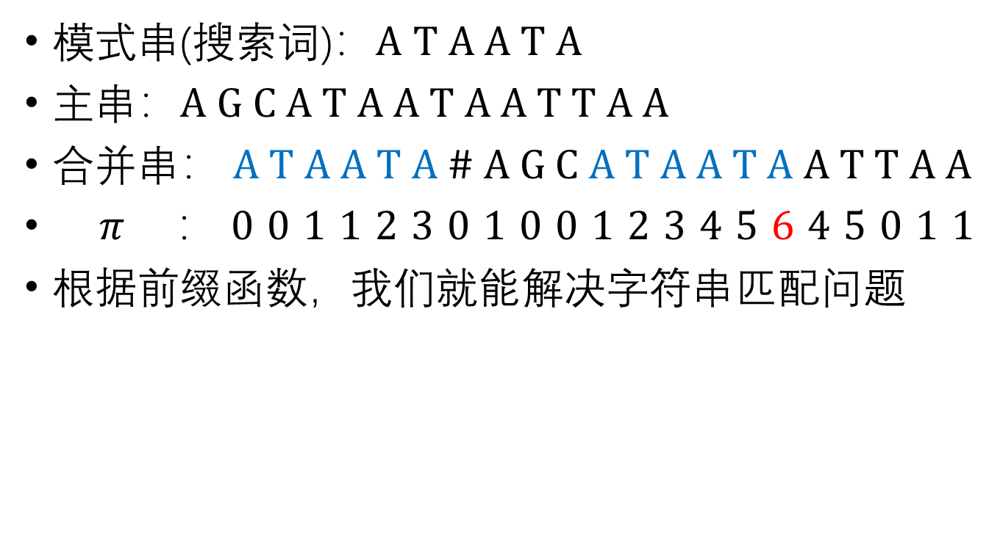 • 模式串(搜索词)：A T A A T A
• 主串：A G C A T A A T A A T T A A
• 合并串： A T A A T A # A G C A T A A T A A T T A A
• π ： 0 0 1 1 2 3 0 1 0 0 1 2 3 4 5 6 4 5 0 1 1
• 根据前缀函数，我们就能解决字符串匹配问题